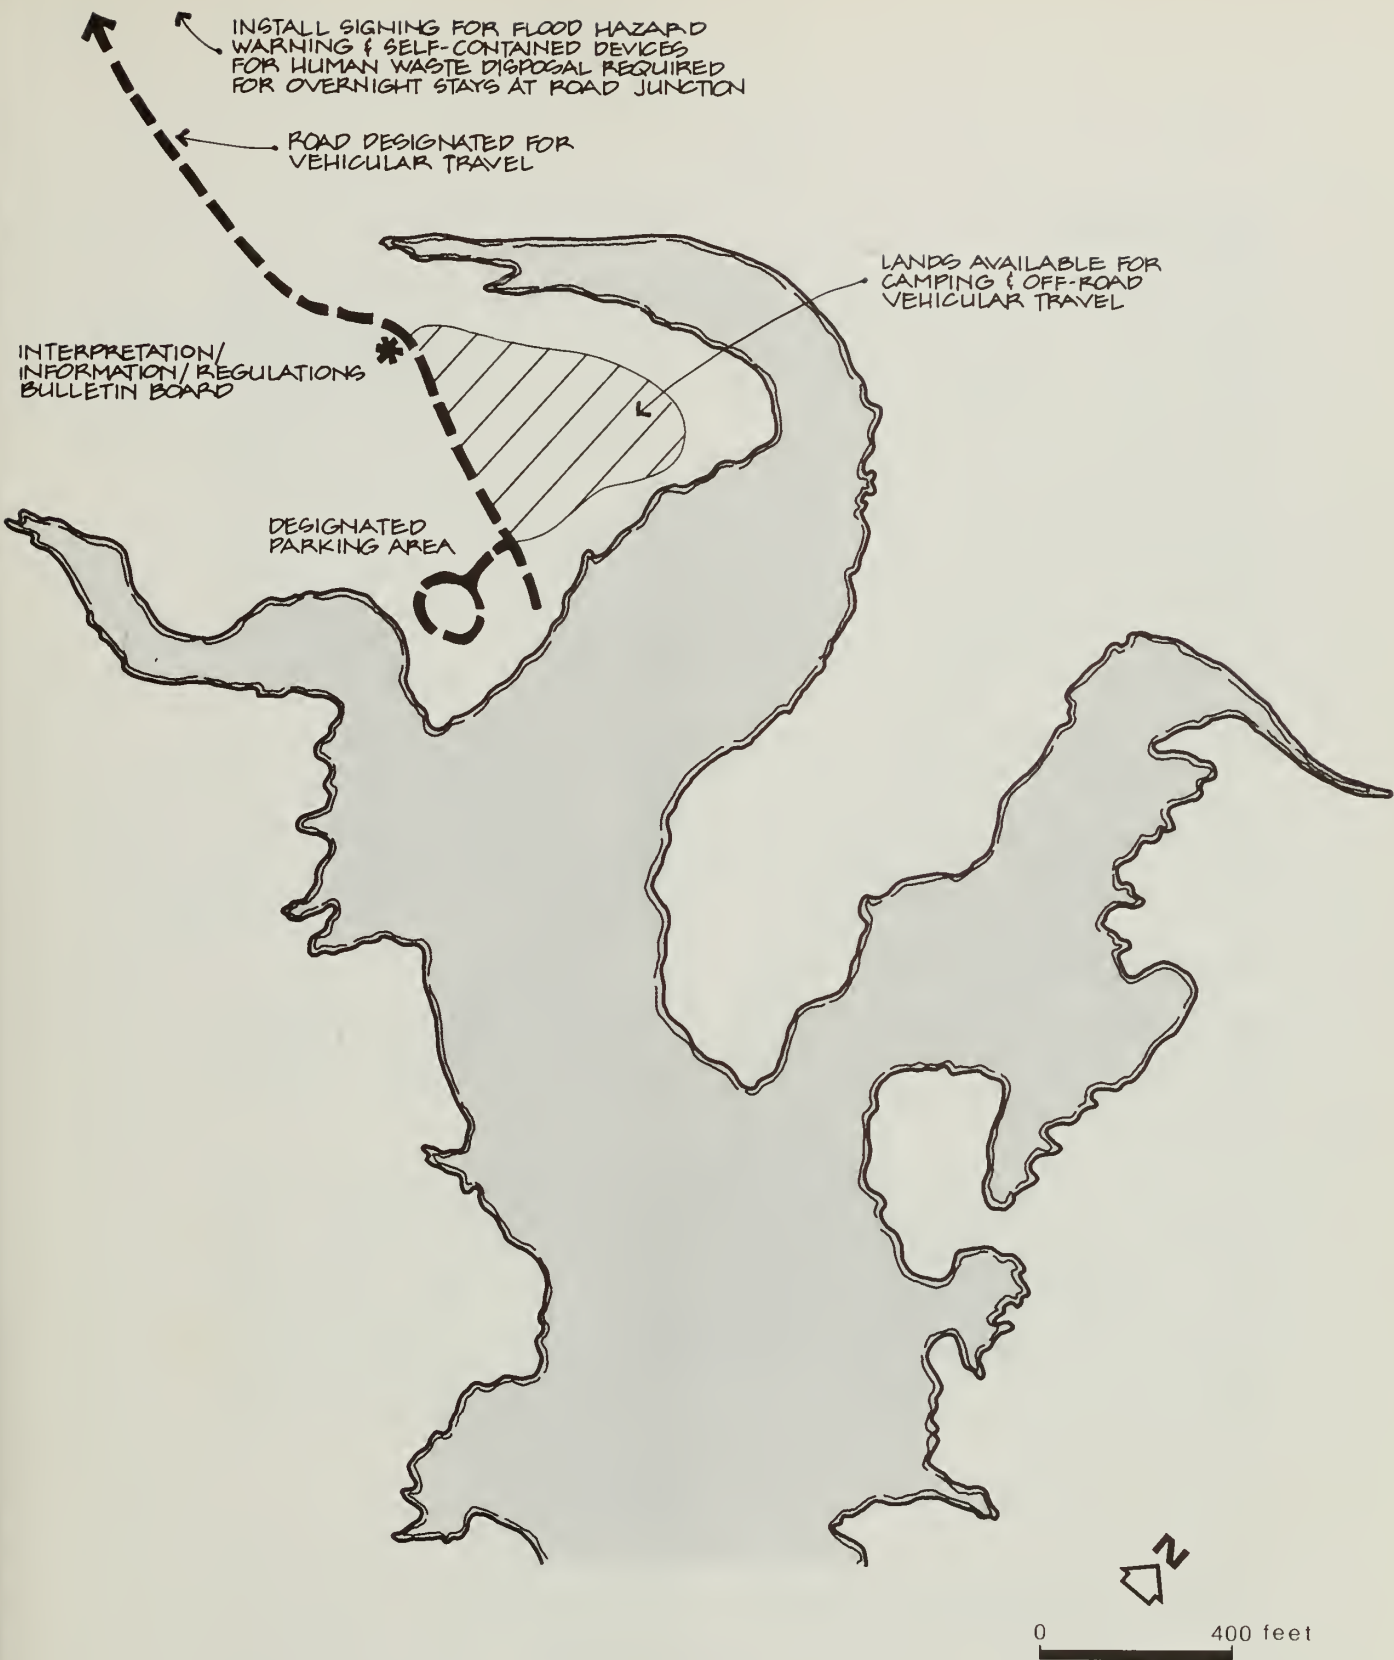 INSTALL SIGNING FOR FLOOD HAZARD
WARNING & SELF-CONTAINED DEVICES
FOR HUMAN WASTE DISPOSAL REQUIRED
FOR OVERNIGHT STAYS AT ROAD JUNCTION
ROAD DESIGNATED FOR
VEHICULAR TRAVEL
LANDS AVAILABLE FOR
CAMPING & OFF-ROAD
VEHICULAR TRAVEL
INTERPRETATION/
INFORMATION/REGULATIONS
BULLETIN BOARD
DESIGNATED
PARKING AREA
N
0 400 feet